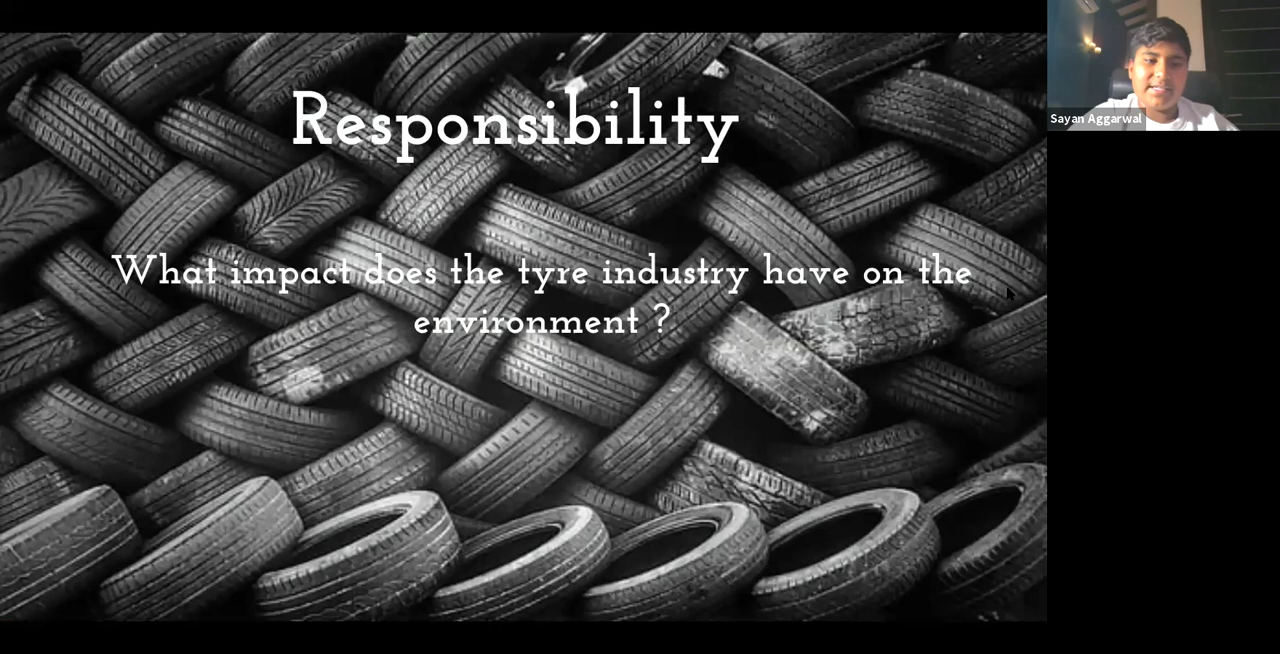 Responsibility
What impact does the tyre industry have on the
environment ?
Sayan Aggarwal